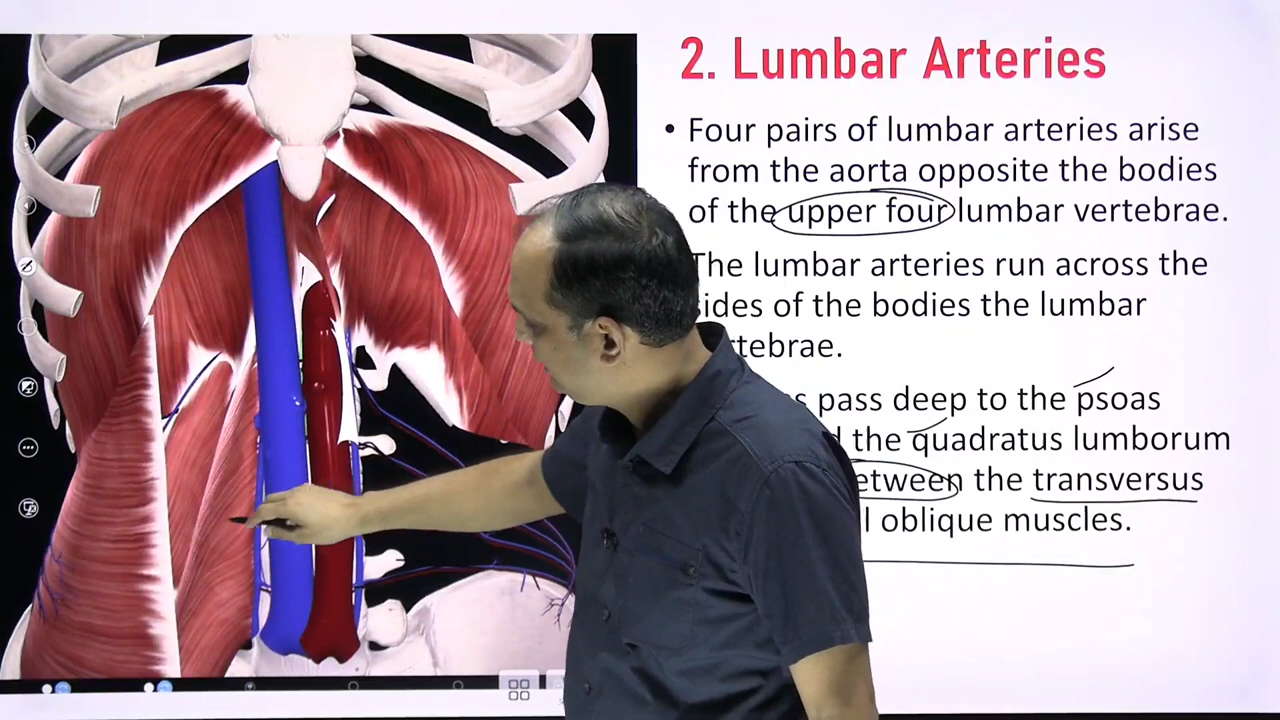 2. Lumbar Arteries
• Four pairs of lumbar arteries arise
from the aorta opposite the bodies
of the upper four lumbar vertebrae.
The lumbar arteries run across the
sides of the bodies the lumbar
vertebrae.
pass deep to the psoas
the quadratus lumborum
between the transversus
oblique muscles.